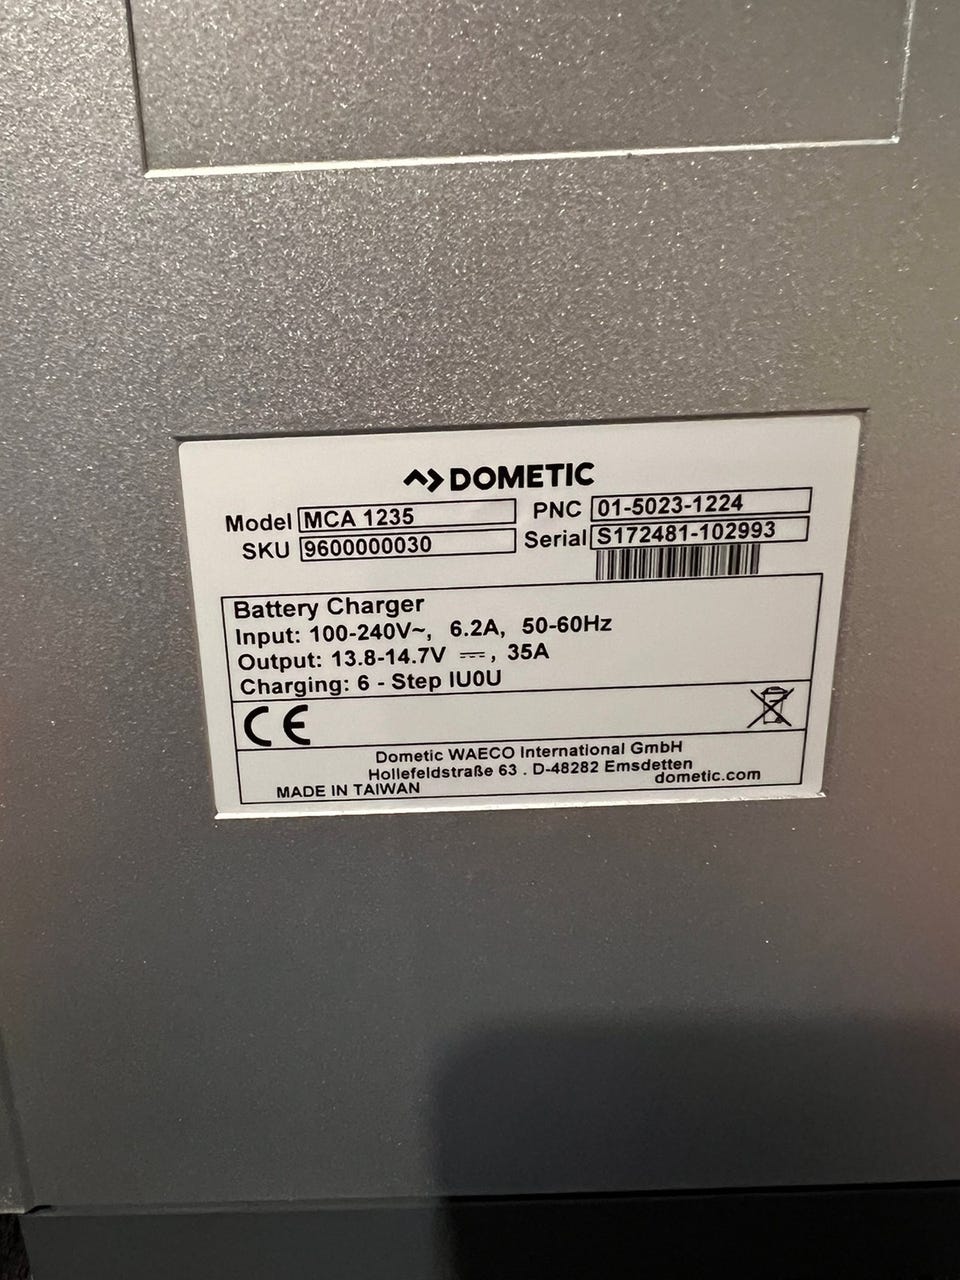 DOMETIC
Model MCA 1235 PNC 01-5023-1224
SKU 9600000030 Serial S172481-102993
Battery Charger
Input: 100-240V~, 6.2A, 50-60Hz
Output: 13.8-14.7V ⎓, 35A
Charging: 6 - Step IU0U
CE
Dometic WAECO International GmbH
Hollefeldstraße 63 . D-48282 Emsdetten
MADE IN TAIWAN dometic.com